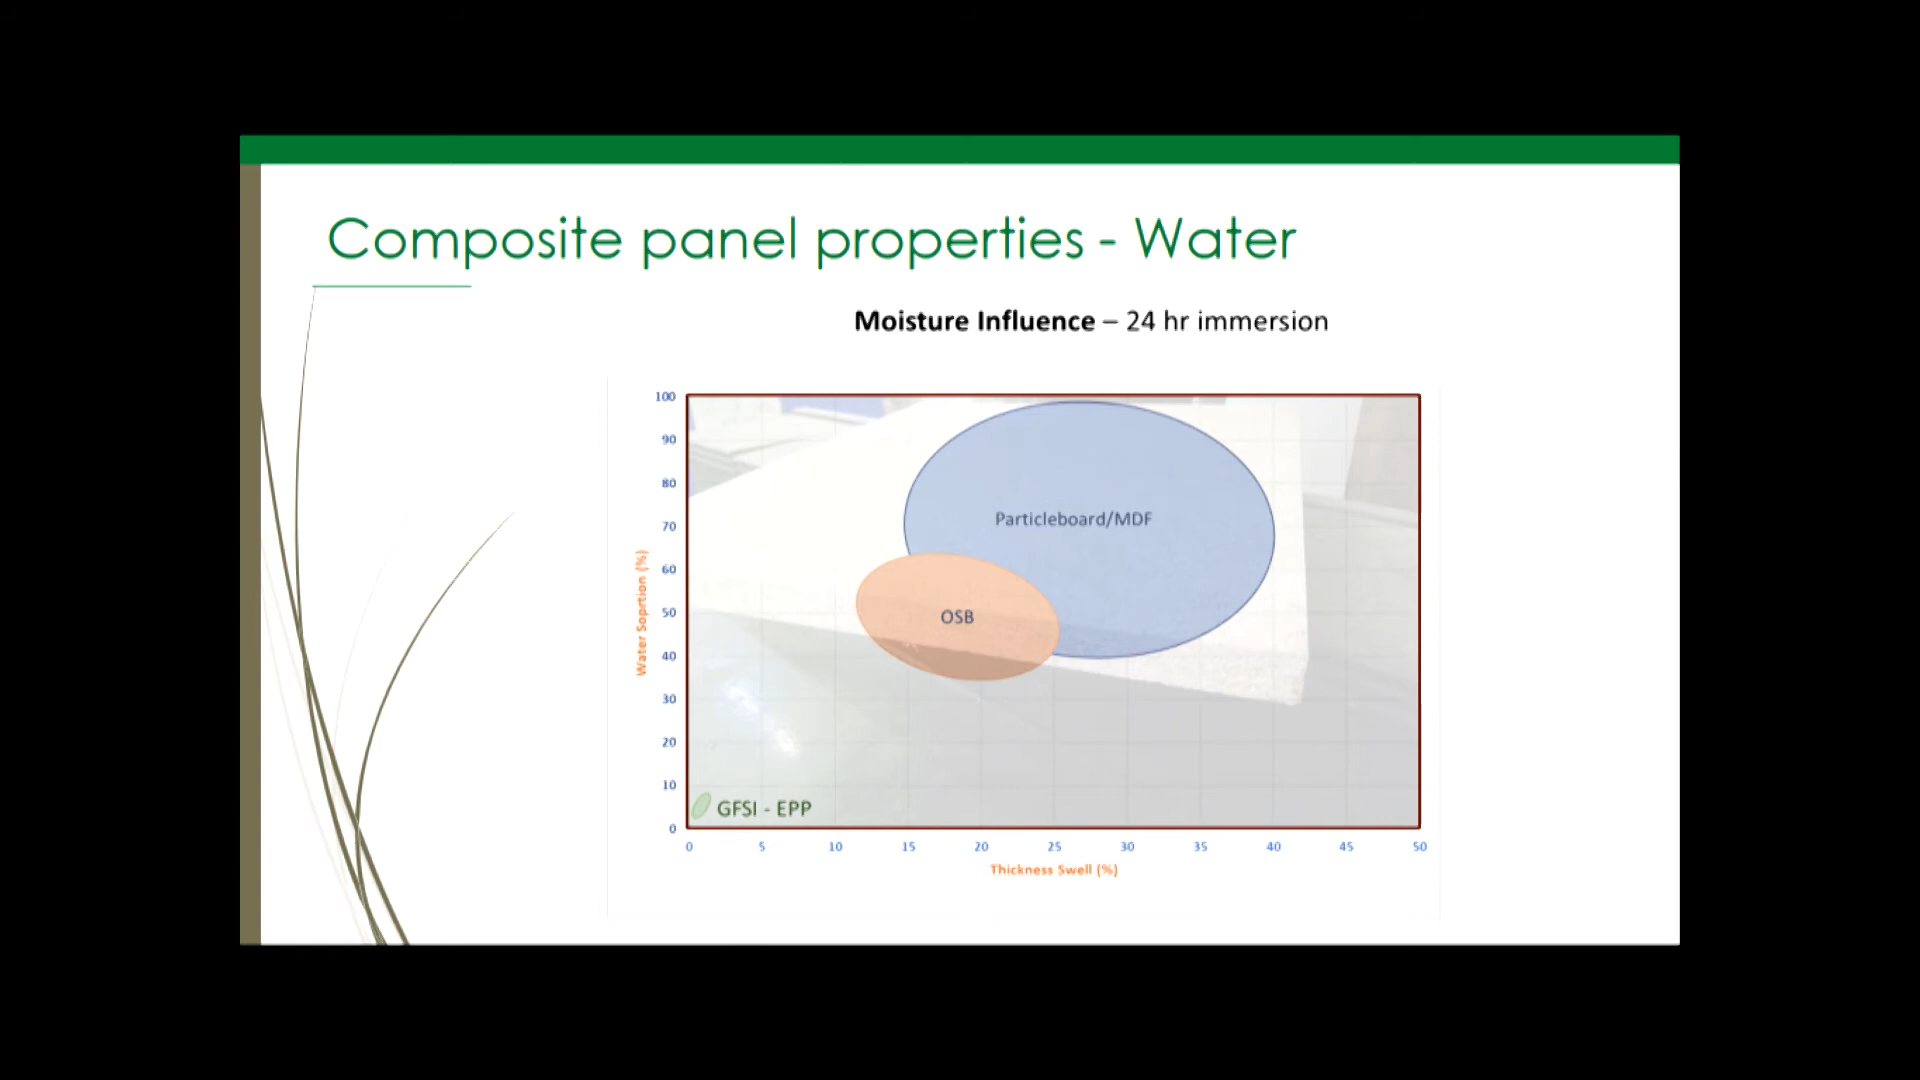 Composite panel properties - Water
Moisture Influence – 24 hr immersion
100
90
80
70
60
50
40
30
20
10
0
Water Soprtion (%)
Particleboard/MDF
OSB
GFSI - EPP
0 5 10 15 20 25 30 35 40 45 50
Thickness Swell (%)